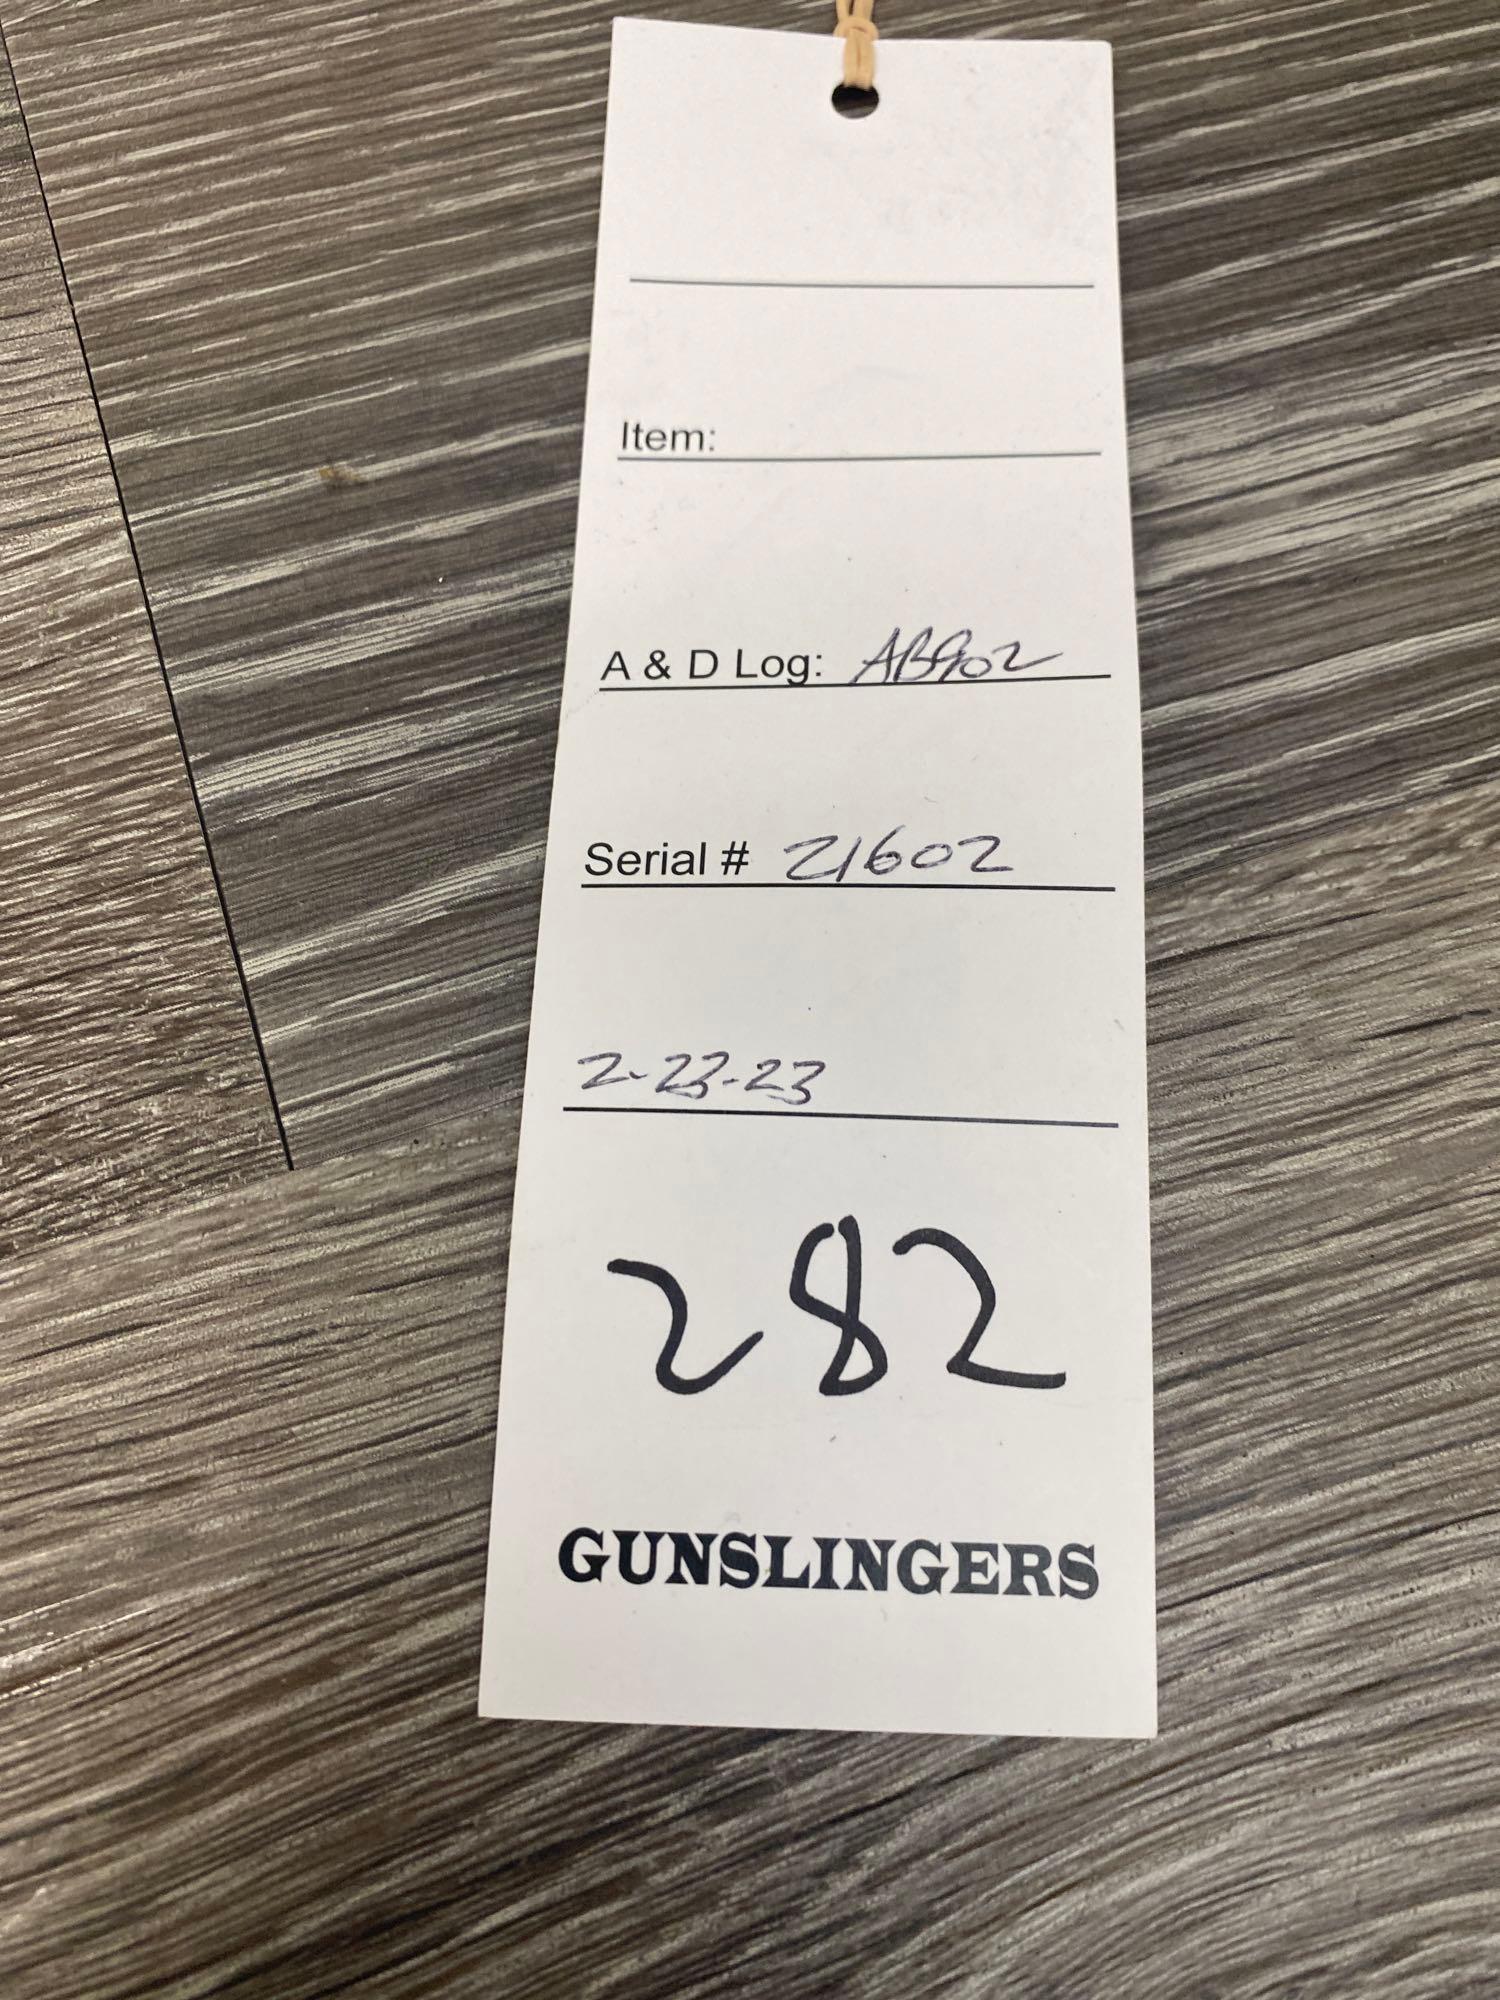 Item:
A & D Log: AB902
Serial # 21602
2-23-23
282
GUNSLINGERS